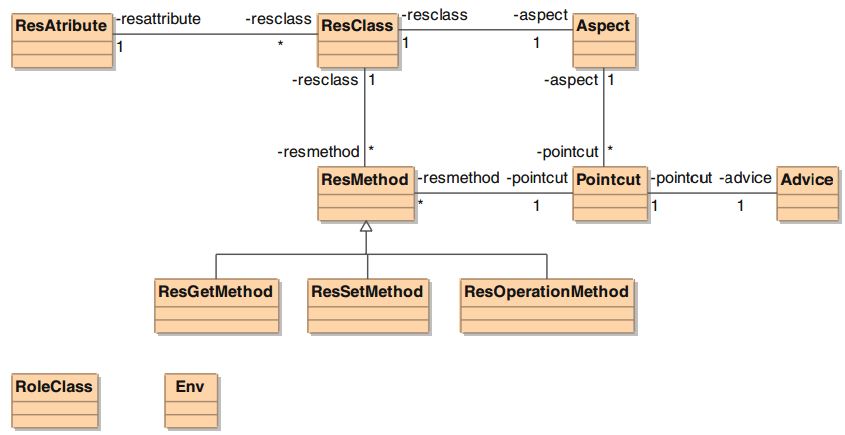 -resattribute -resclass -resclass -aspect
ResAtribute ResClass Aspect
1 * 1 1
-resclass 1 -aspect 1
-resmethod * -pointcut *
ResMethod -resmethod -pointcut Pointcut -pointcut -advice Advice
* 1 1 1
ResGetMethod ResSetMethod ResOperationMethod
RoleClass Env